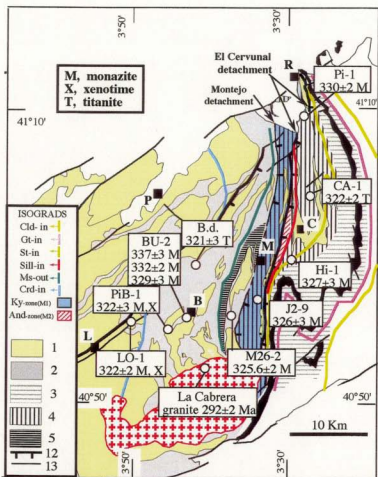 3°50'
3°30'
El Cervunal
detachment
Montejo
detachment
R
M, monazite
X, xenotime
T, titanite
Pi-1
330±2 M
41°10'
41°10'
CA-1
322±2 T
ISOGRADS
Cld- in
Gt-in
St-in
Sill-in
Ms-out
Crd-in
Ky-zone(M1)
And-zone(M2)
P
B.d.
321±3 T
BU-2
337±3 M
332±2 M
329±3 M
C
M
Hi-1
327±3 M
PiB-1
322±3 M,X
B
J2-9
326±3 M
L
LO-1
322±2 M, X
M26-2
325.6±2 M
La Cabrera
granite 292±2 Ma
1
2
3
4
5
12
13
40°50'
40°50'
10 Km
3°50'
3°30'